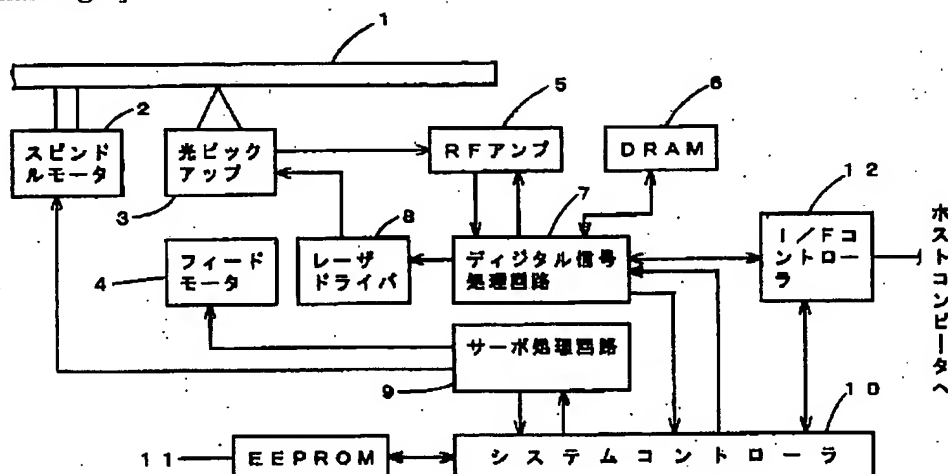 1
2
スピンド
ルモータ
光ピック
アップ
3
5
RFアンプ
6
DRAM
4
フィード
モータ
8
レーザ
ドライバ
7
ディジタル信号
処理回路
12
I/Fコ
ントロー
ラ
ホストコンピュータへ
サーボ処理回路
9
10
11
EEPROM
システムコントローラ